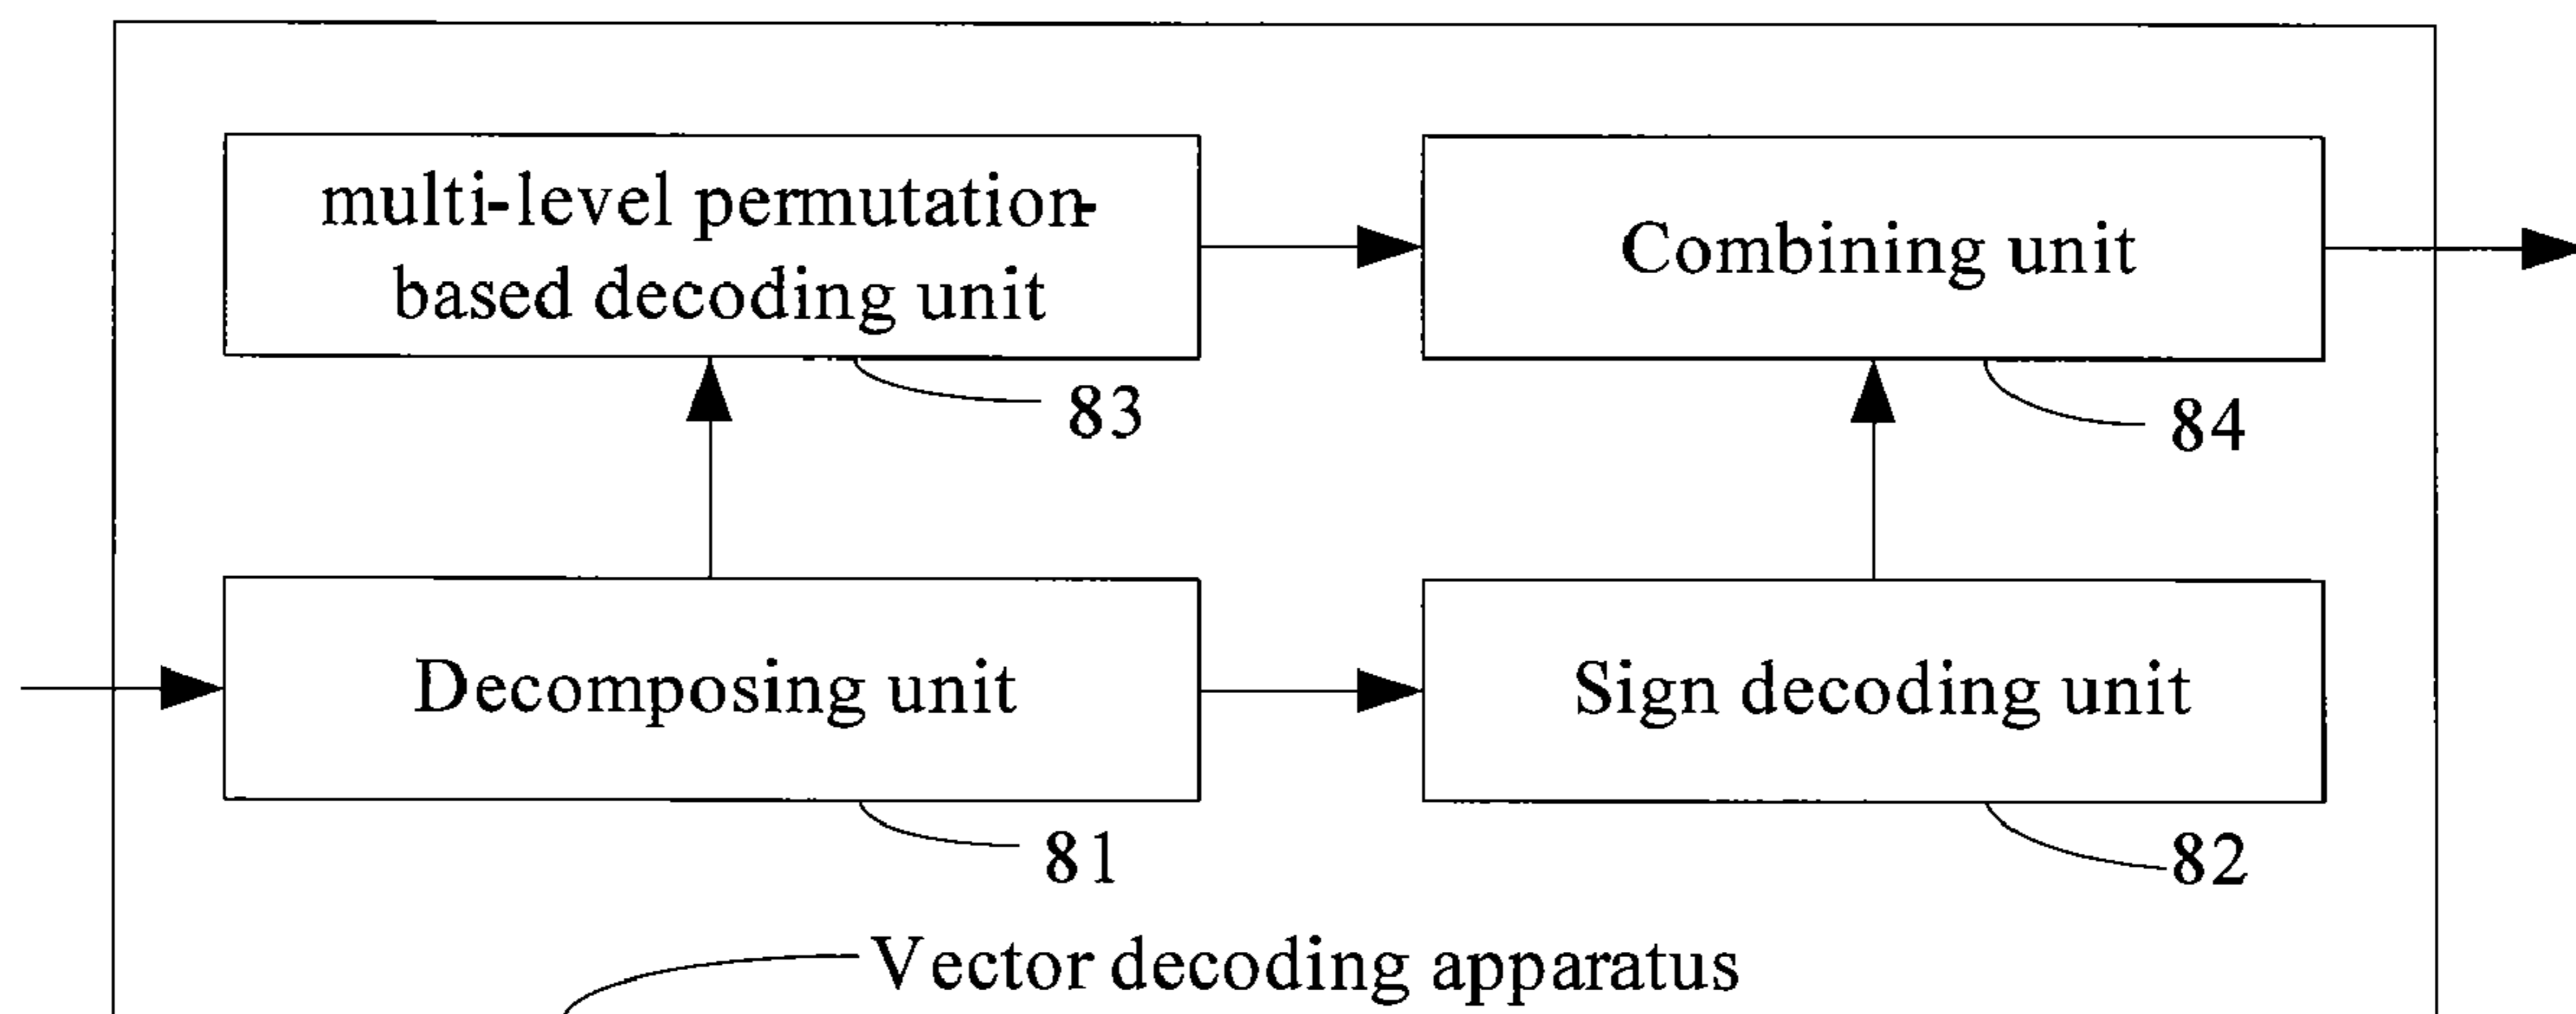 multi-level permutation-
based decoding unit
Combining unit
83
84
Decomposing unit
Sign decoding unit
81
82
Vector decoding apparatus